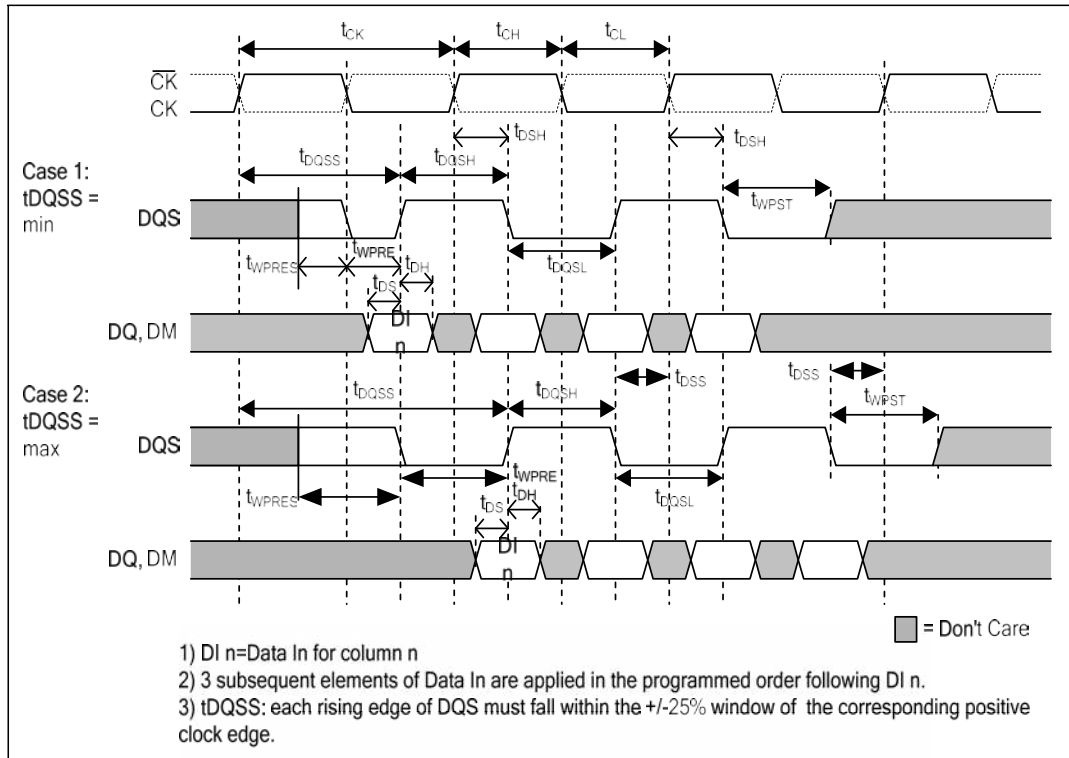 tCK tCH tCL
CK
CK
tDSH tDSH
tDQSS tDQSH
Case 1:
tDQSS =
min
DQS
tWPST
tWPRES tWPRE tDQSL
tDS tDH
DQ, DM
DI
n
Case 2:
tDQSS =
max
tDQSS tDQSH tDSS tDSS
tWPST
DQS
tWPRES tWPRE tDQSL
tDS tDH
DQ, DM
DI
n
= Don't Care
1) DI n=Data In for column n
2) 3 subsequent elements of Data In are applied in the programmed order following DI n.
3) tDQSS: each rising edge of DQS must fall within the +/-25% window of the corresponding positive
clock edge.